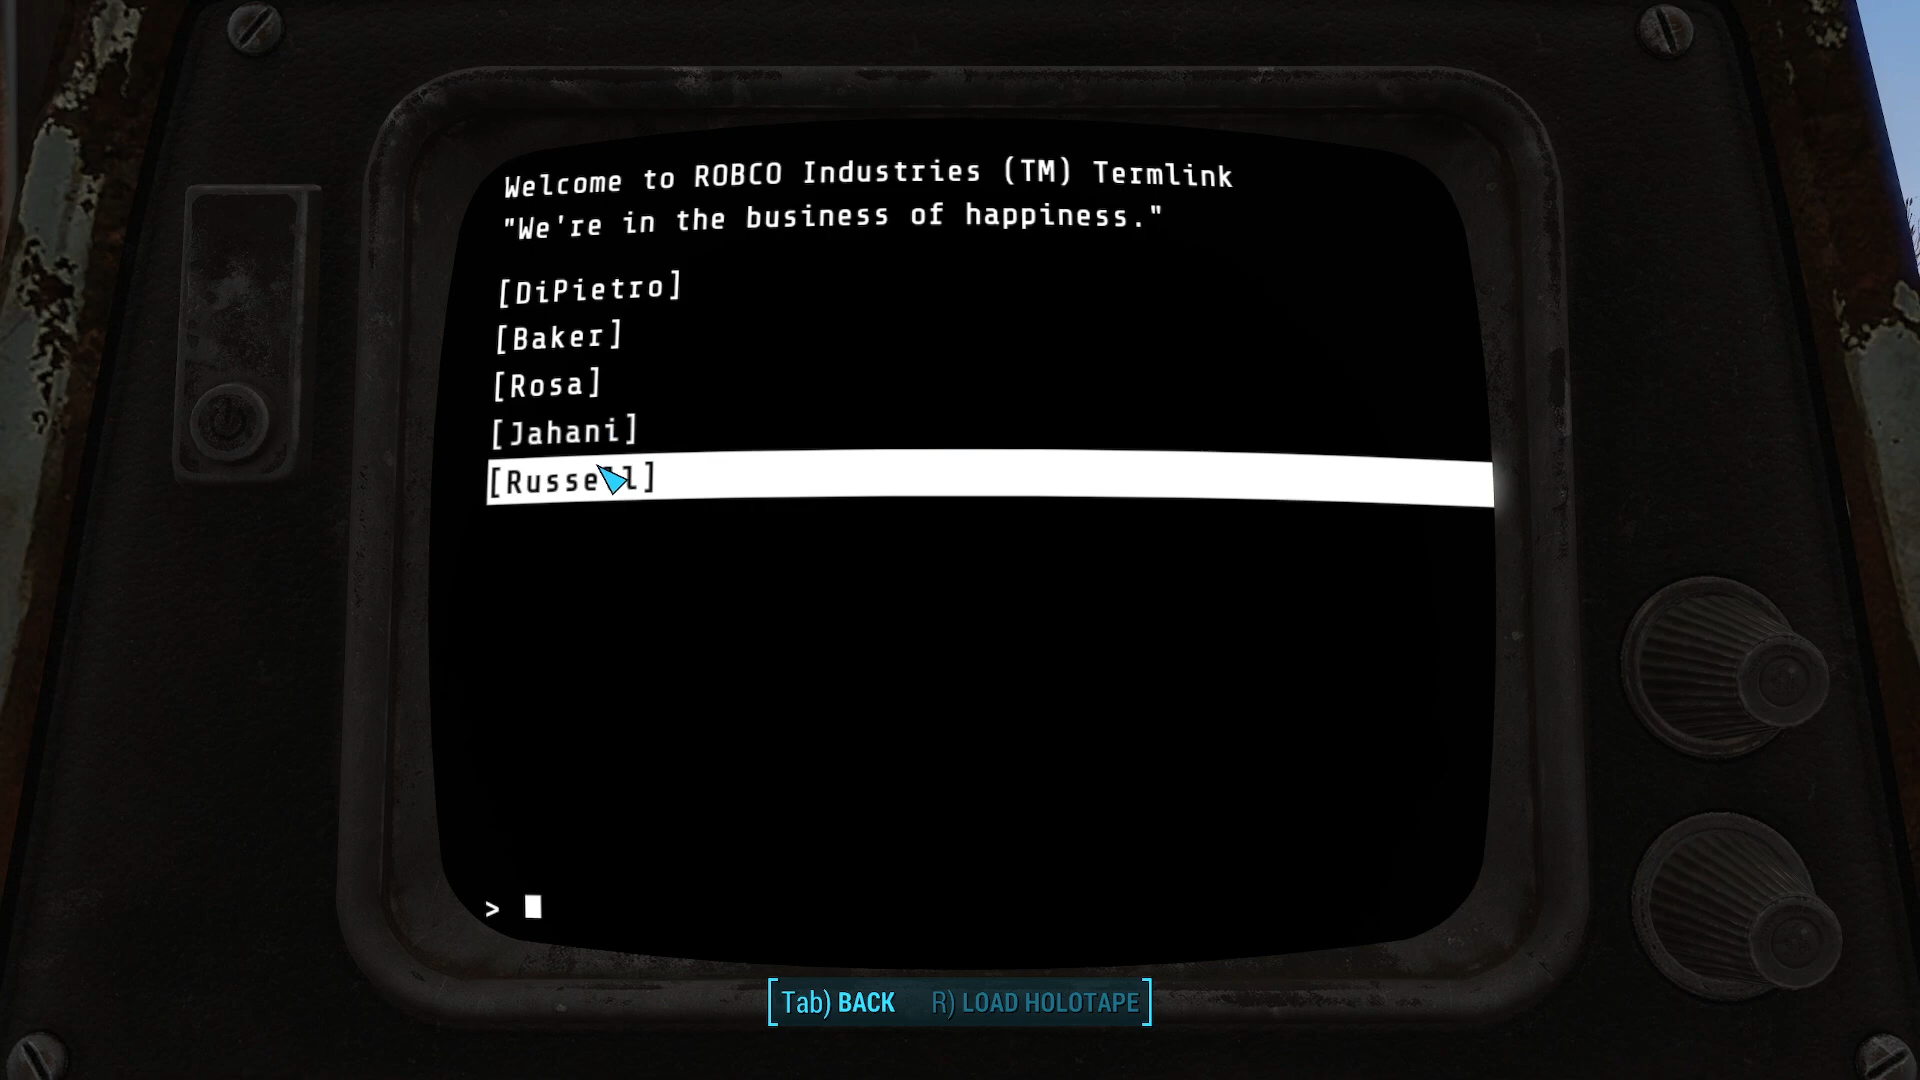 Welcome to ROBCO Industries (TM) Termlink
"We're in the business of happiness."
[DiPietro]
[Baker]
[Rosa]
[Jahani]
[Russell]
>
Tab) BACK R) LOAD HOLOTAPE